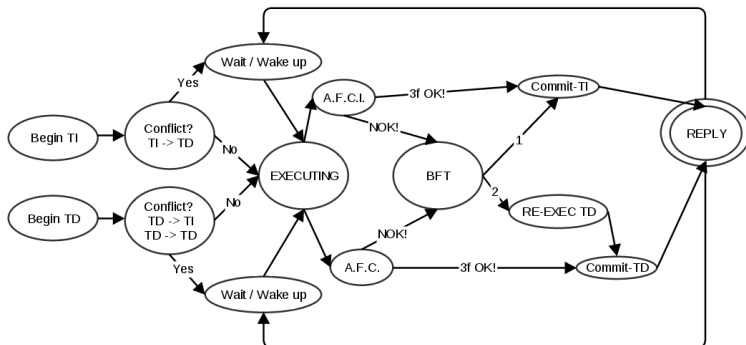 Wait / Wake up
Yes
A.F.C.I.
3f OK!
Commit-TI
Begin TI
Conflict?
TI -> TD
No
NOK!
1
REPLY
EXECUTING
BFT
2
Begin TD
Conflict?
TD -> TI
TD -> TD
No
RE-EXEC TD
NOK!
Yes
A.F.C.
3f OK!
Commit-TD
Wait / Wake up